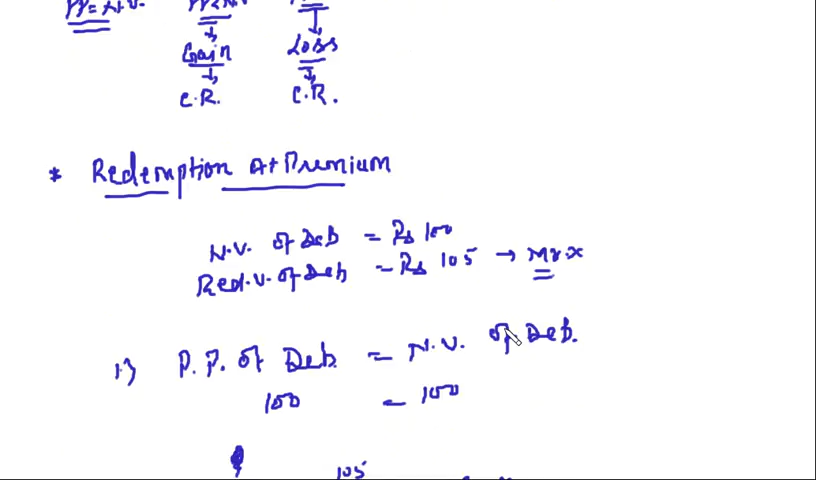 PP = N.V.
Gain Loss
C.R. C.R.
* Redemption At Premium
N.V. of Deb = Rs 100
Red.V. of Deb = Rs 105 → Mr x
1) P.P. of Deb. = N.V. of Deb.
100 = 100
105